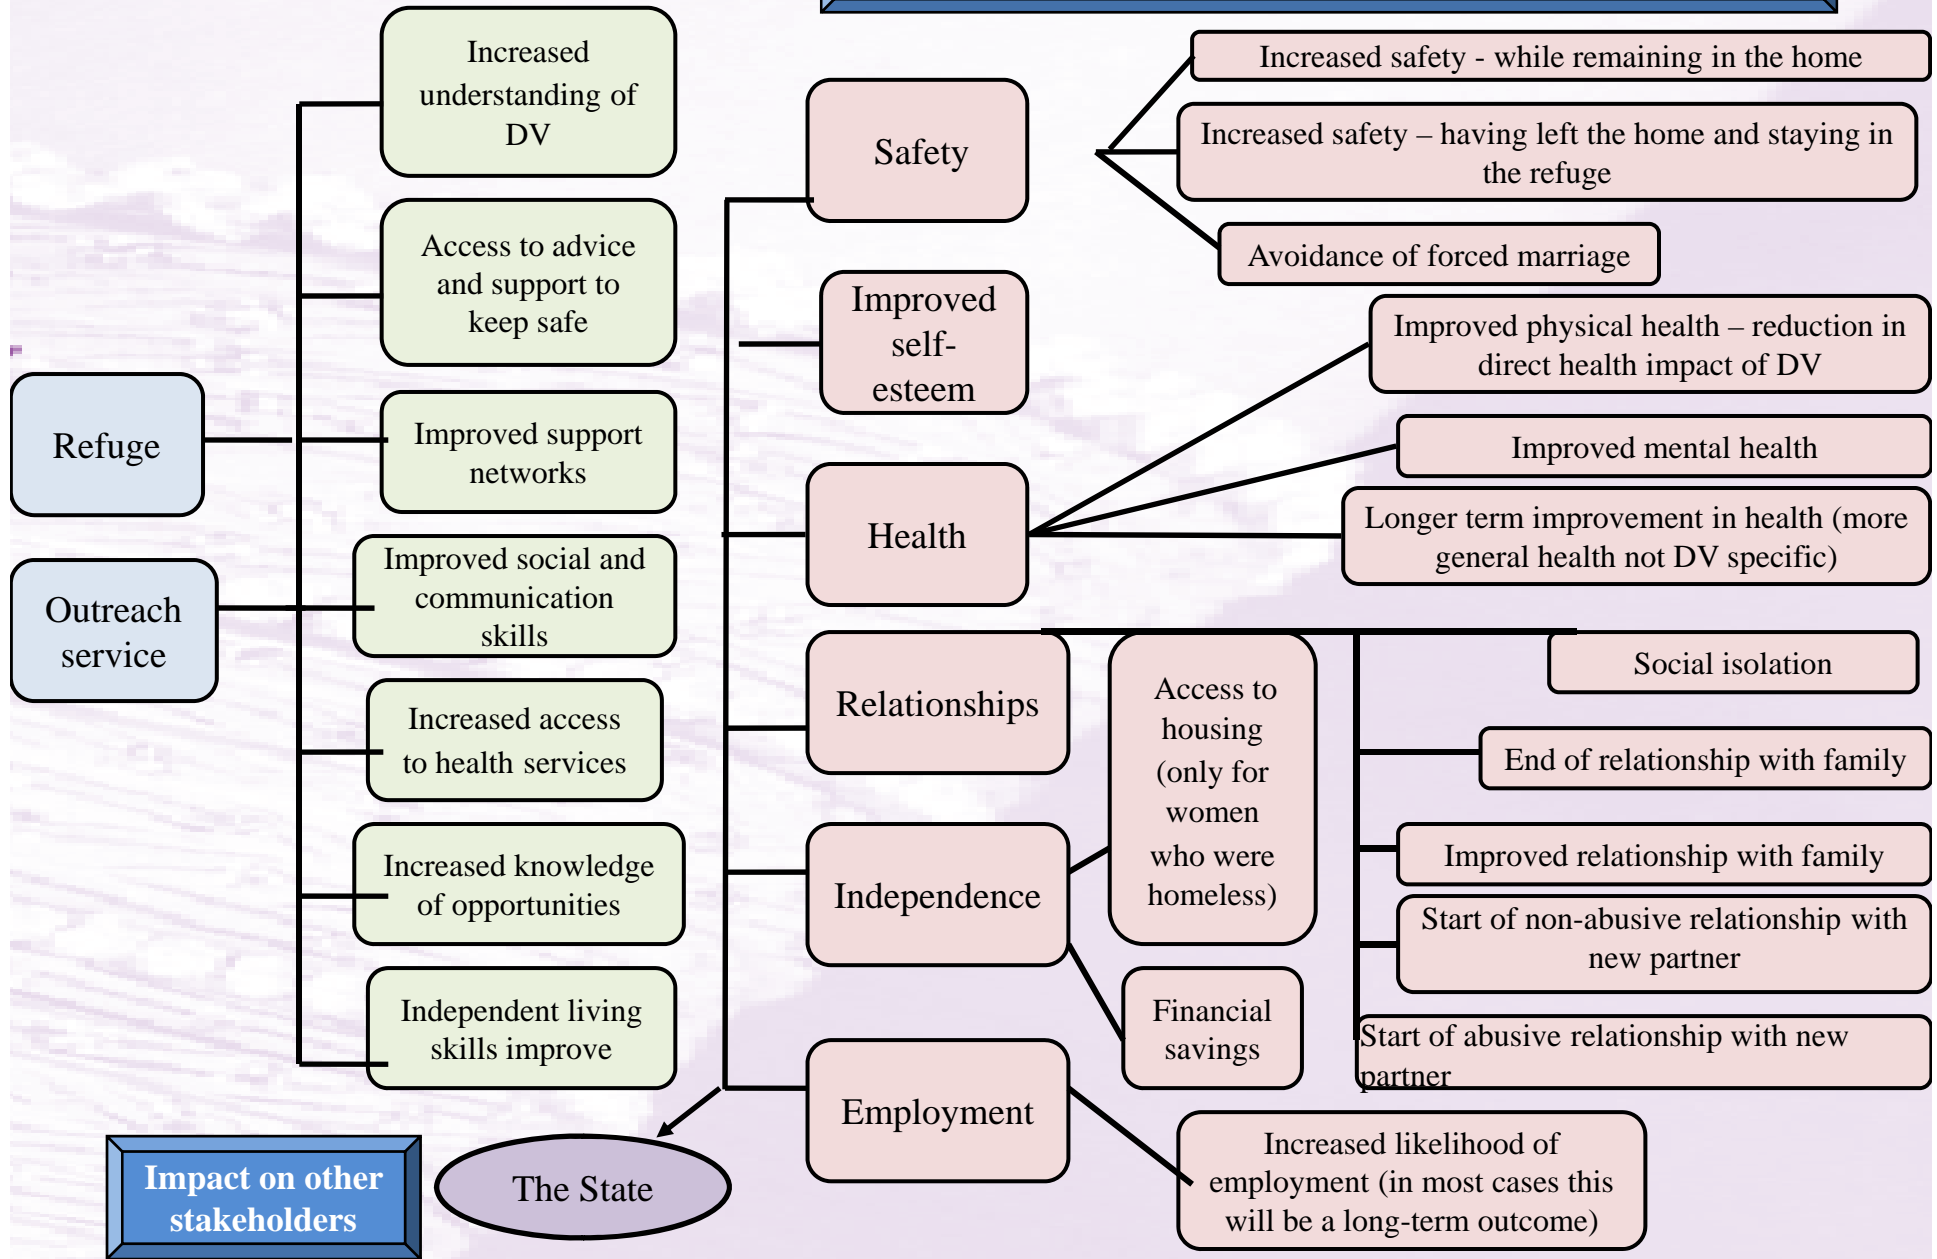 Increased
understanding of
DV
Access to advice
and support to
keep safe
Improved support
networks
Improved social and
communication
skills
Increased access
to health services
Increased knowledge
of opportunities
Independent living
skills improve
Refuge
Outreach
service
Impact on other
stakeholders
The State
Safety
Improved
self-
esteem
Health
Relationships
Independence
Employment
Increased safety - while remaining in the home
Increased safety – having left the home and staying in
the refuge
Avoidance of forced marriage
Improved physical health – reduction in
direct health impact of DV
Improved mental health
Longer term improvement in health (more
general health not DV specific)
Access to
housing
(only for
women
who were
homeless)
Financial
savings
Social isolation
End of relationship with family
Improved relationship with family
Start of non-abusive relationship with
new partner
Start of abusive relationship with new
partner
Increased likelihood of
employment (in most cases this
will be a long-term outcome)